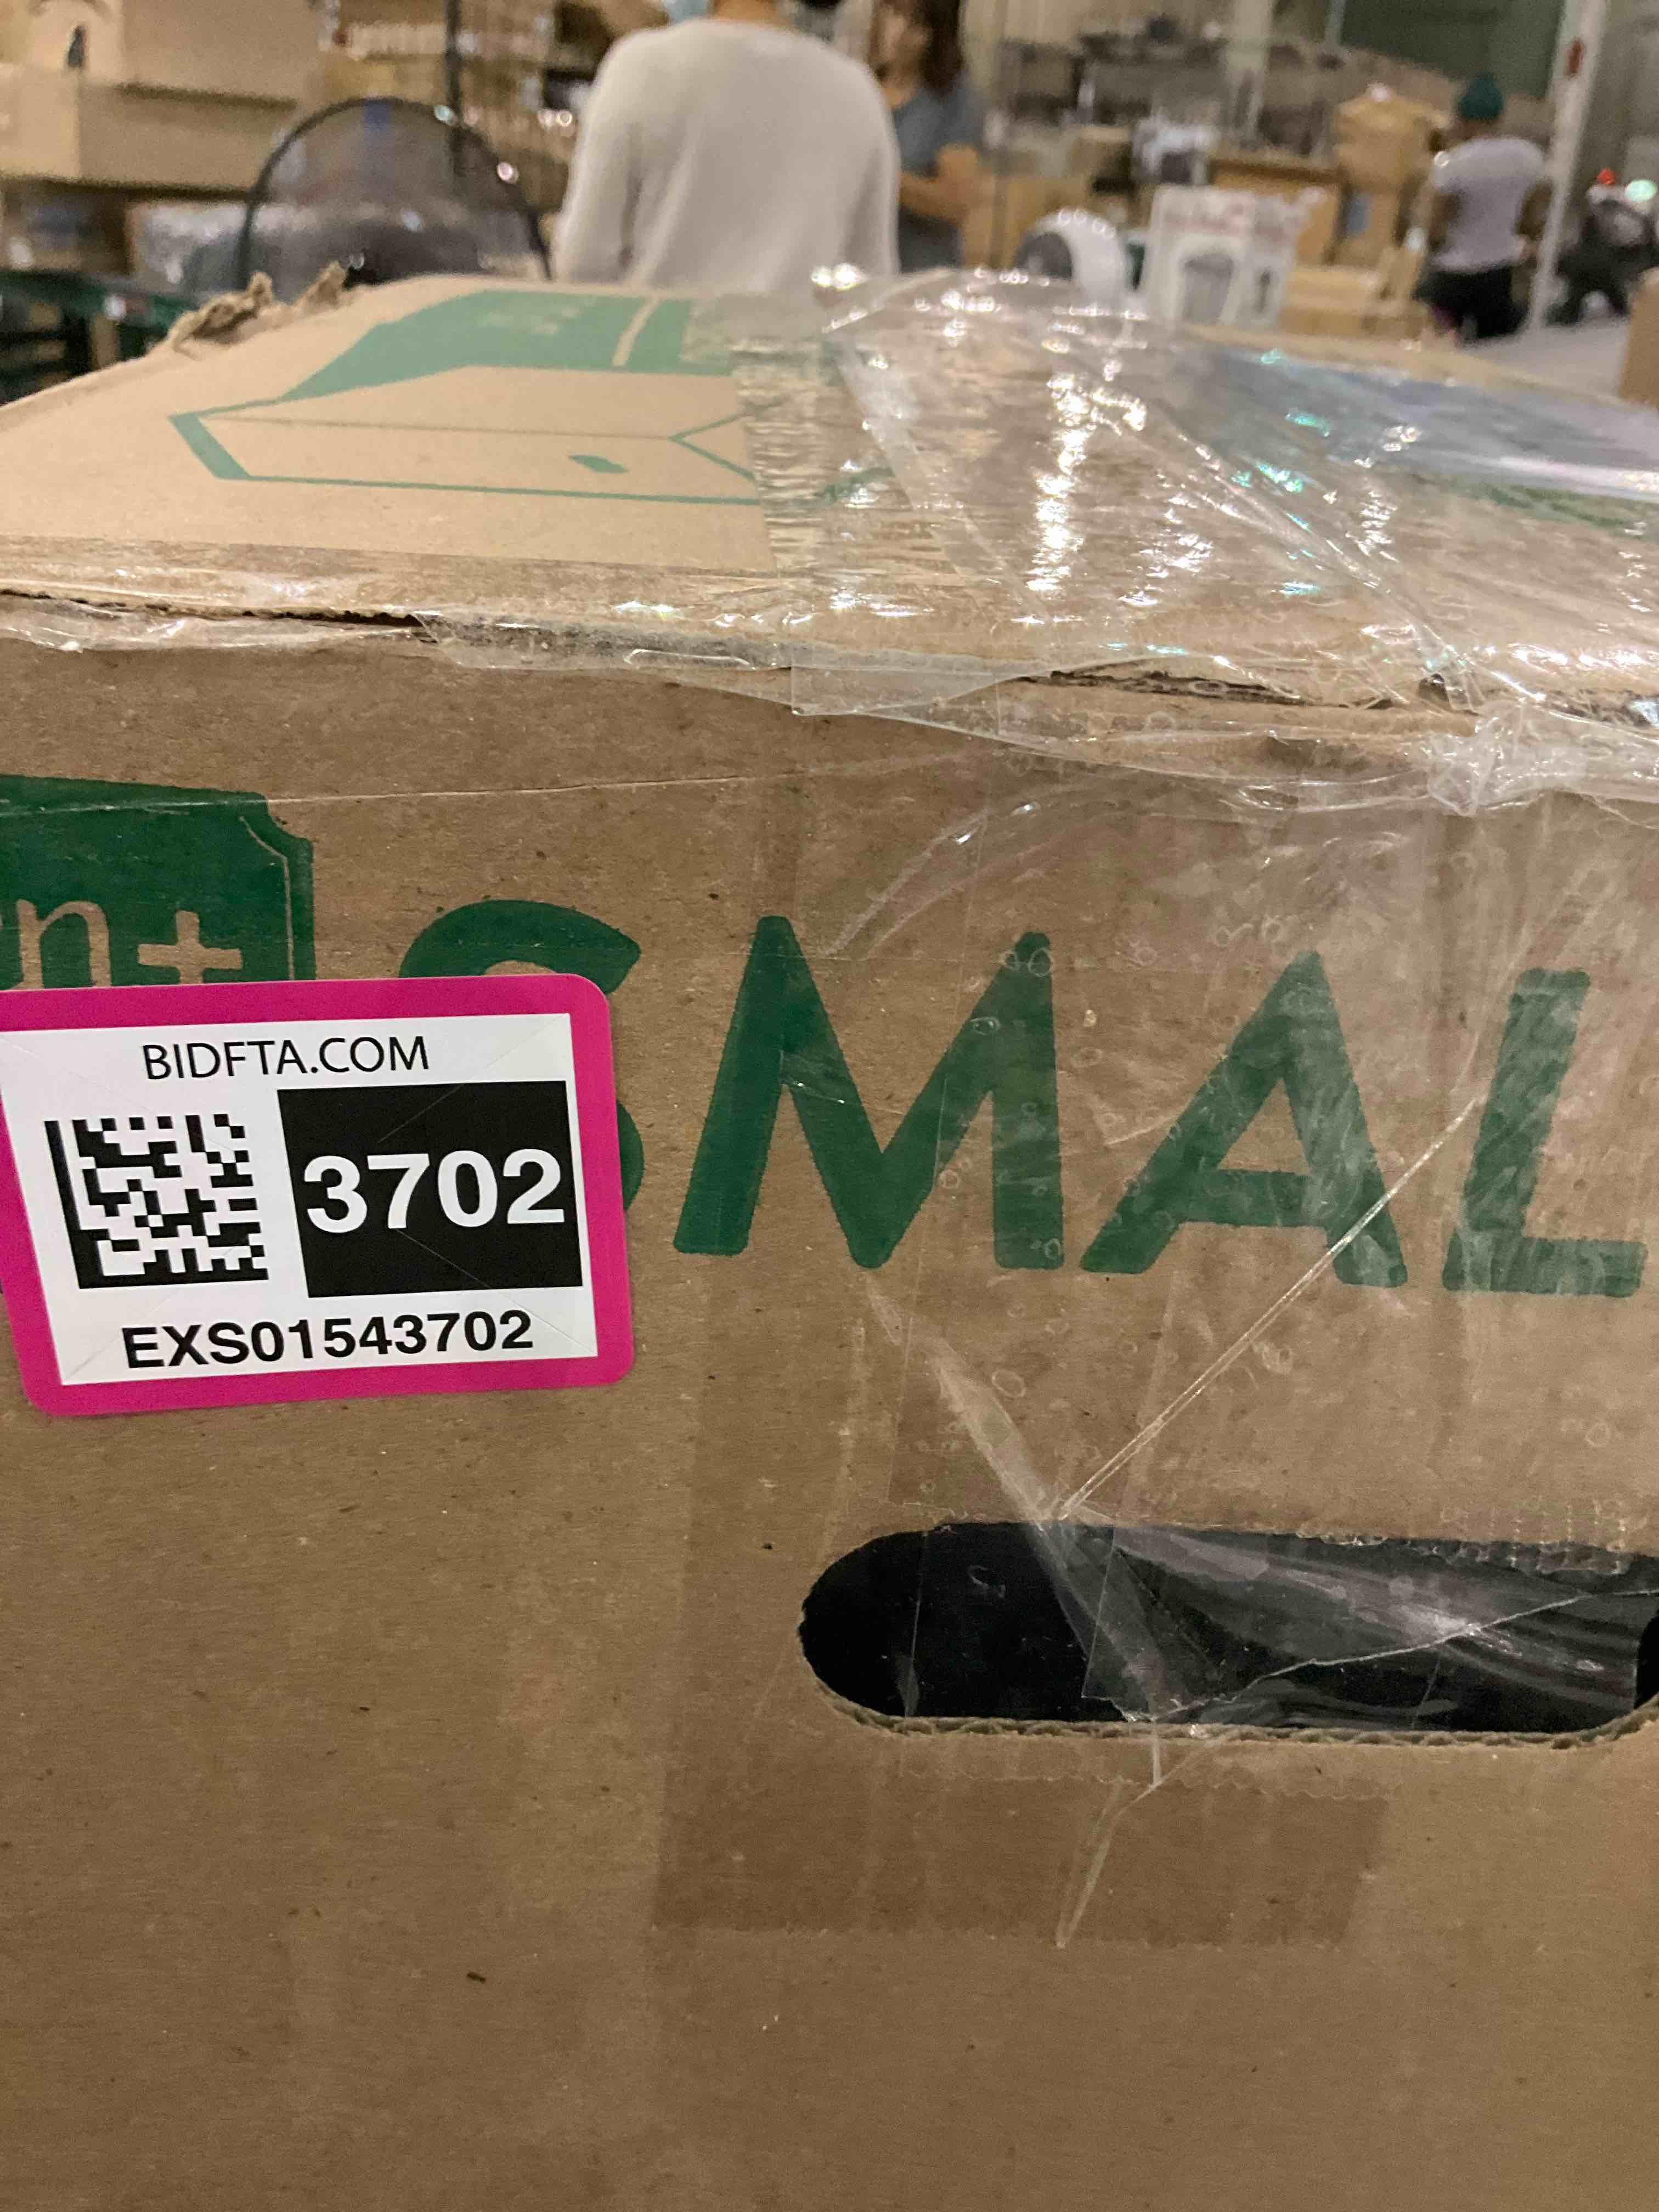 n+
SMAL
BIDFTA.COM
3702
EXS01543702